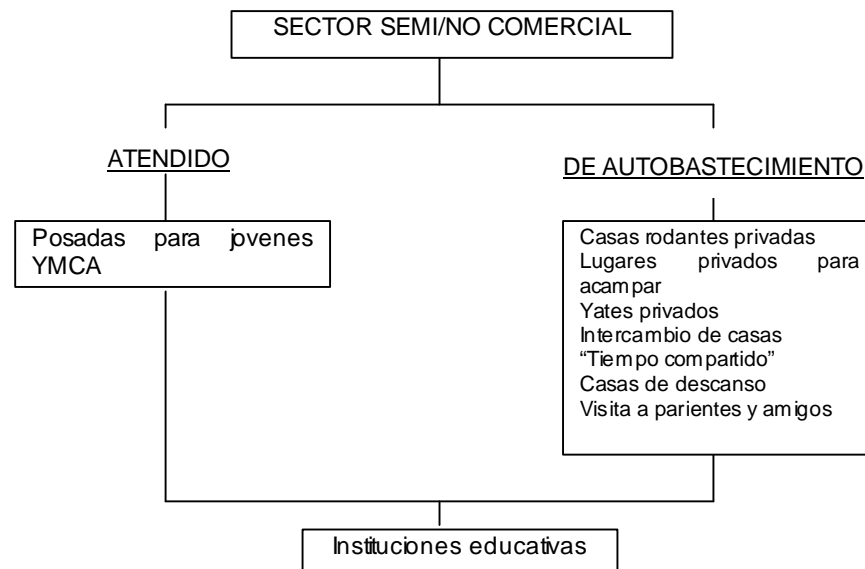 SECTOR SEMI/NO COMERCIAL
ATENDIDO
DE AUTOBASTECIMIENTO
Posadas para jovenes
YMCA
Casas rodantes privadas
Lugares privados para
acampar
Yates privados
Intercambio de casas
“Tiempo compartido”
Casas de descanso
Visita a parientes y amigos
Instituciones educativas